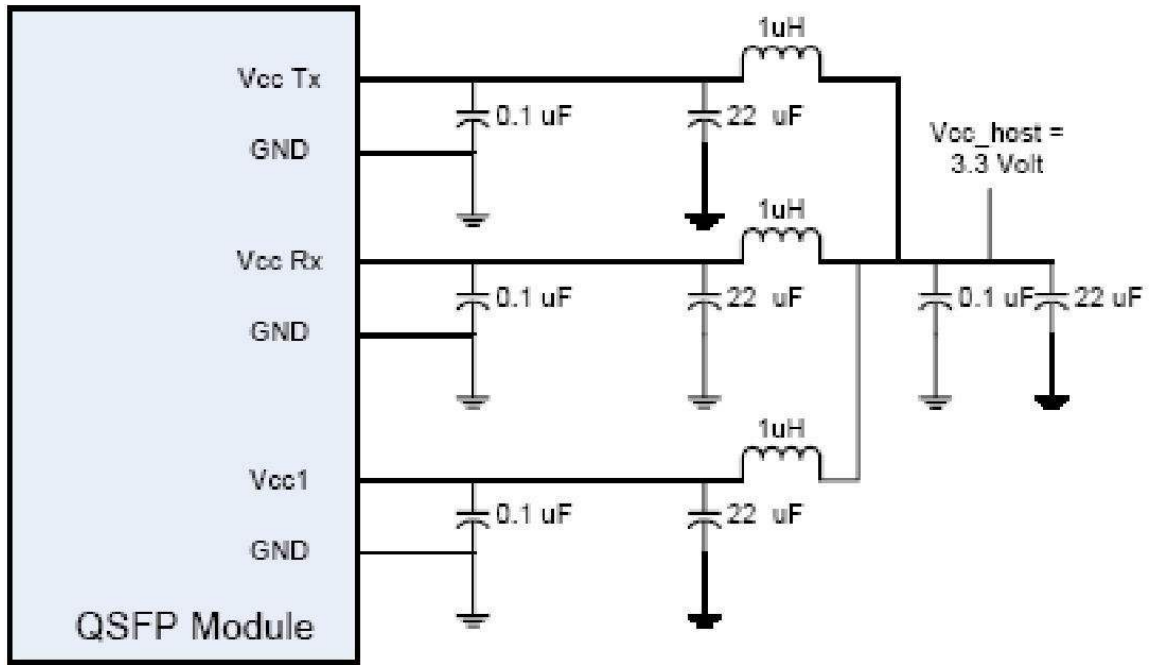 1uH
Vcc Tx
0.1 uF
22 uF
GND
Vcc_host =
3.3 Volt
1uH
Vcc Rx
0.1 uF
22 uF
0.1 uF
22 uF
GND
1uH
Vcc1
0.1 uF
22 uF
GND
QSFP Module